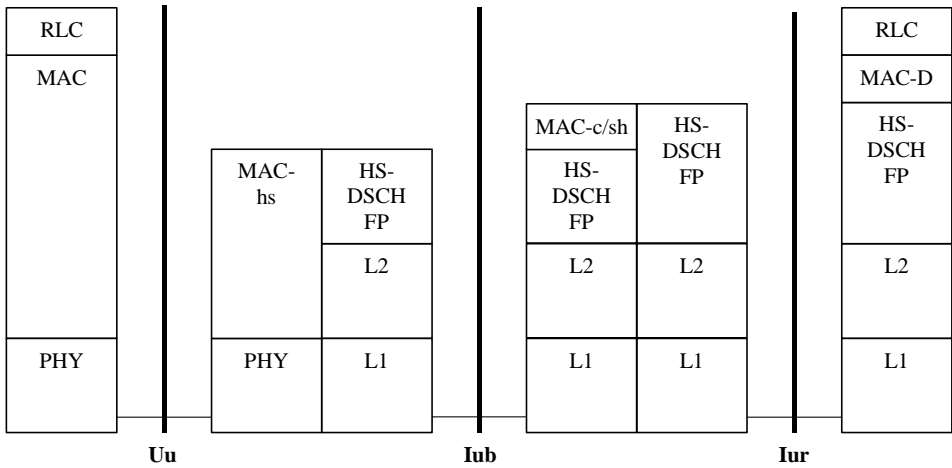 RLC
MAC
PHY
MAC-
hs
PHY
HS-
DSCH
FP
L2
L1
MAC-c/sh
HS-
DSCH
FP
L2
L1
HS-
DSCH
FP
L2
L1
RLC
MAC-D
HS-
DSCH
FP
L2
L1
Uu
Iub
Iur